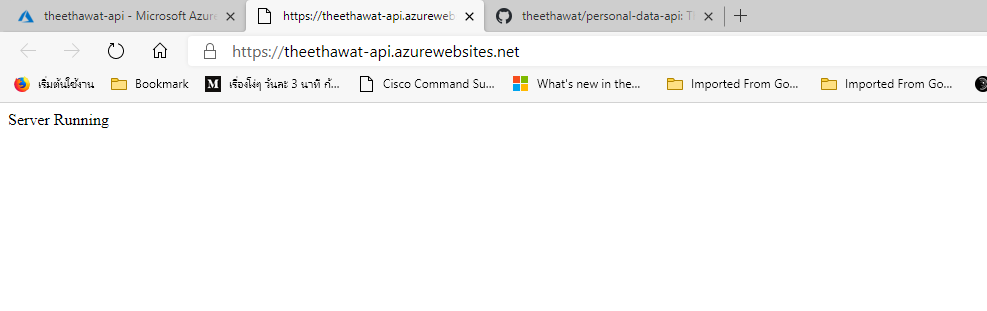 theethawat-api - Microsoft Azure
https://theethawat-api.azureweb
theethawat/personal-data-api: Th
https://theethawat-api.azurewebsites.net
เริ่มต้นใช้งาน Bookmark M เรื่องโง่ๆ วันละ 3 นาที ค้... Cisco Command Su... What's new in the... Imported From Go... Imported From Go...
Server Running